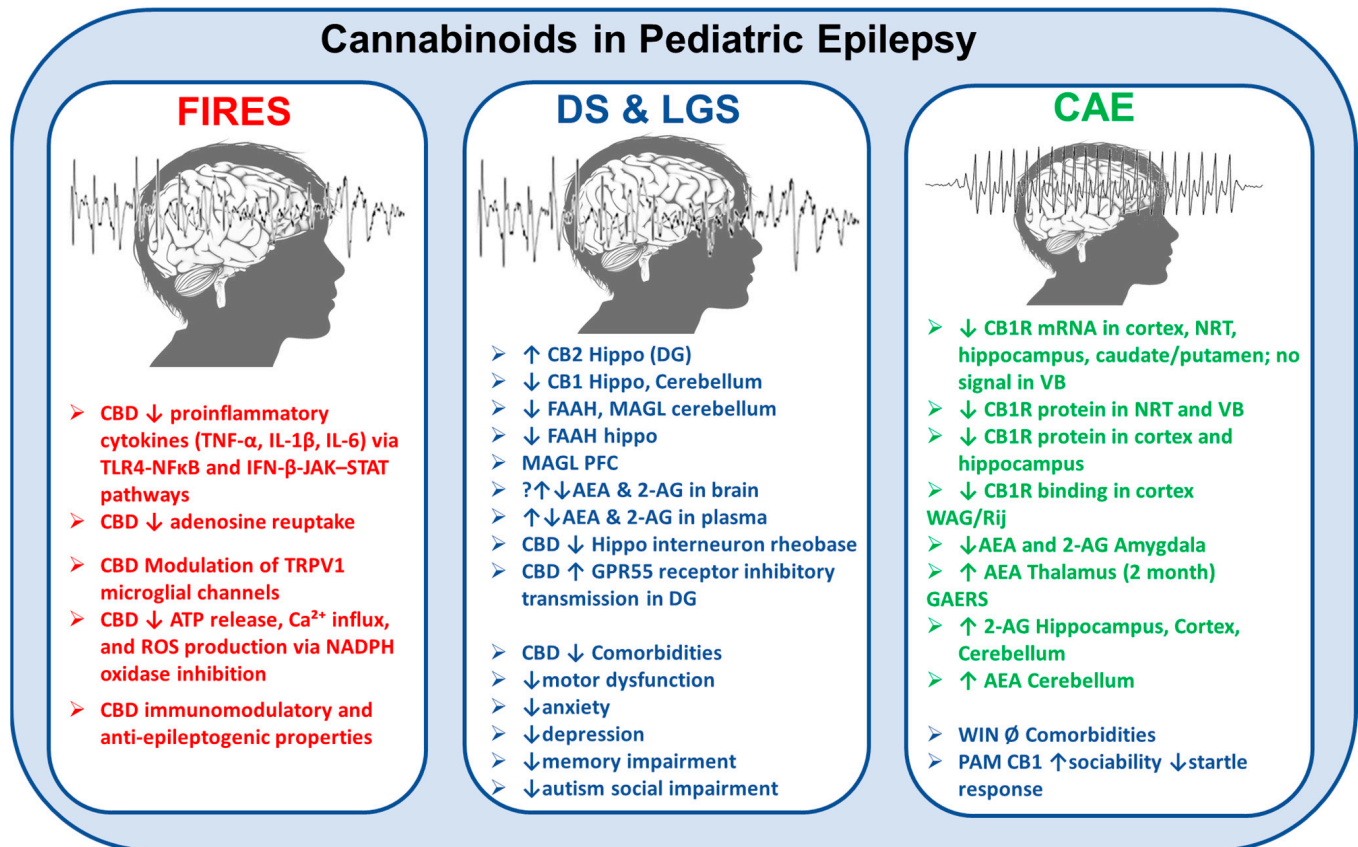 Cannabinoids in Pediatric Epilepsy
FIRES
➢ CBD ↓ proinflammatory
cytokines (TNF-α, IL-1β, IL-6) via
TLR4-NFκB and IFN-β-JAK–STAT
pathways
➢ CBD ↓ adenosine reuptake
➢ CBD Modulation of TRPV1
microglial channels
➢ CBD ↓ ATP release, Ca²⁺ influx,
and ROS production via NADPH
oxidase inhibition
➢ CBD immunomodulatory and
anti-epileptogenic properties
DS & LGS
➢ ↑ CB2 Hippo (DG)
➢ ↓ CB1 Hippo, Cerebellum
➢ ↓ FAAH, MAGL cerebellum
➢ ↓ FAAH hippo
➢ MAGL PFC
➢ ?↑↓AEA & 2-AG in brain
➢ ↑↓AEA & 2-AG in plasma
➢ CBD ↓ Hippo interneuron rheobase
➢ CBD ↑ GPR55 receptor inhibitory
transmission in DG
➢ CBD ↓ Comorbidities
➢ ↓motor dysfunction
➢ ↓anxiety
➢ ↓depression
➢ ↓memory impairment
➢ ↓autism social impairment
CAE
➢ ↓ CB1R mRNA in cortex, NRT,
hippocampus, caudate/putamen; no
signal in VB
➢ ↓ CB1R protein in NRT and VB
➢ ↓ CB1R protein in cortex and
hippocampus
➢ ↓ CB1R binding in cortex
WAG/Rij
➢ ↓AEA and 2-AG Amygdala
➢ ↑ AEA Thalamus (2 month)
GAERS
➢ ↑ 2-AG Hippocampus, Cortex,
Cerebellum
➢ ↑ AEA Cerebellum
➢ WIN Ø Comorbidities
➢ PAM CB1 ↑sociability ↓startle
response